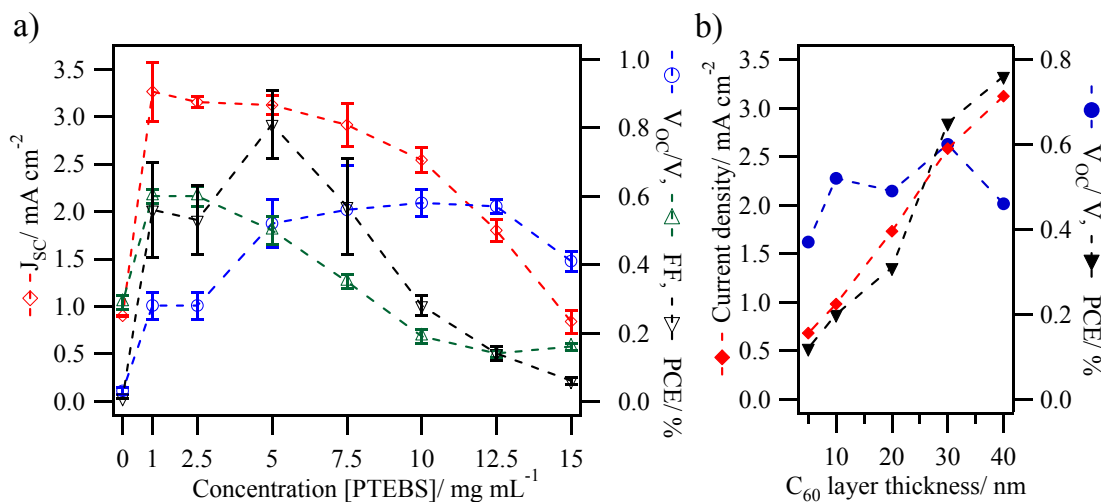 a)
3.5
3.0
2.5
2.0
1.5
1.0
0.5
0.0
J_SC/ mA cm⁻²
1.0
0.8
0.6
0.4
0.2
0.0
V_OC/V, FF, PCE/%
0 1 2.5 5 7.5 10 12.5 15
Concentration [PTEBS]/ mg mL⁻¹
b)
3.5
3.0
2.5
2.0
1.5
1.0
0.5
0.0
Current density/ mA cm⁻²
0.8
0.6
0.4
0.2
0.0
V_OC/V, PCE/%
10 20 30 40
C₆₀ layer thickness/ nm